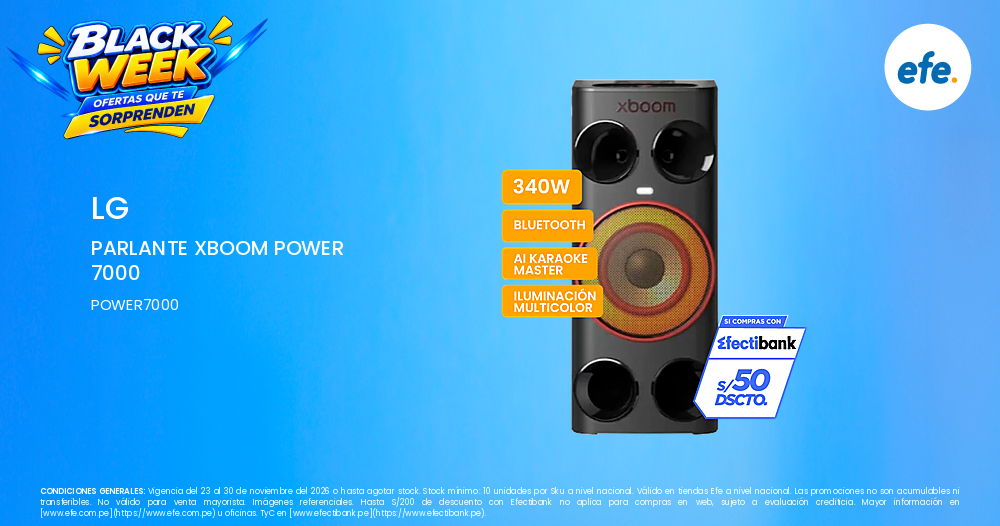 BLACK
WEEK
OFERTAS QUE TE
SORPRENDEN
efe.
LG
PARLANTE XBOOM POWER
7000
POWER7000
xboom
340W
BLUETOOTH
AI KARAOKE
MASTER
ILUMINACIÓN
MULTICOLOR
SI COMPRAS CON
Efectibank
S/50
DSCTO.
CONDICIONES GENERALES: Vigencia del 23 al 30 de noviembre del 2026 o hasta agotar stock. Stock mínimo: 10 unidades por Sku a nivel nacional. Válido en tiendas Efe a nivel nacional. Las promociones no son acumulables ni
transferibles. No válido para venta mayorista. Imágenes referenciales. Hasta S/200 de descuento con Efectibank no aplica para compras en web, sujeto a evaluación crediticia. Mayor información en
[www.efe.com.pe](https://www.efe.com.pe) u oficinas. TyC en [www.efectibank.pe](https://www.efectibank.pe).